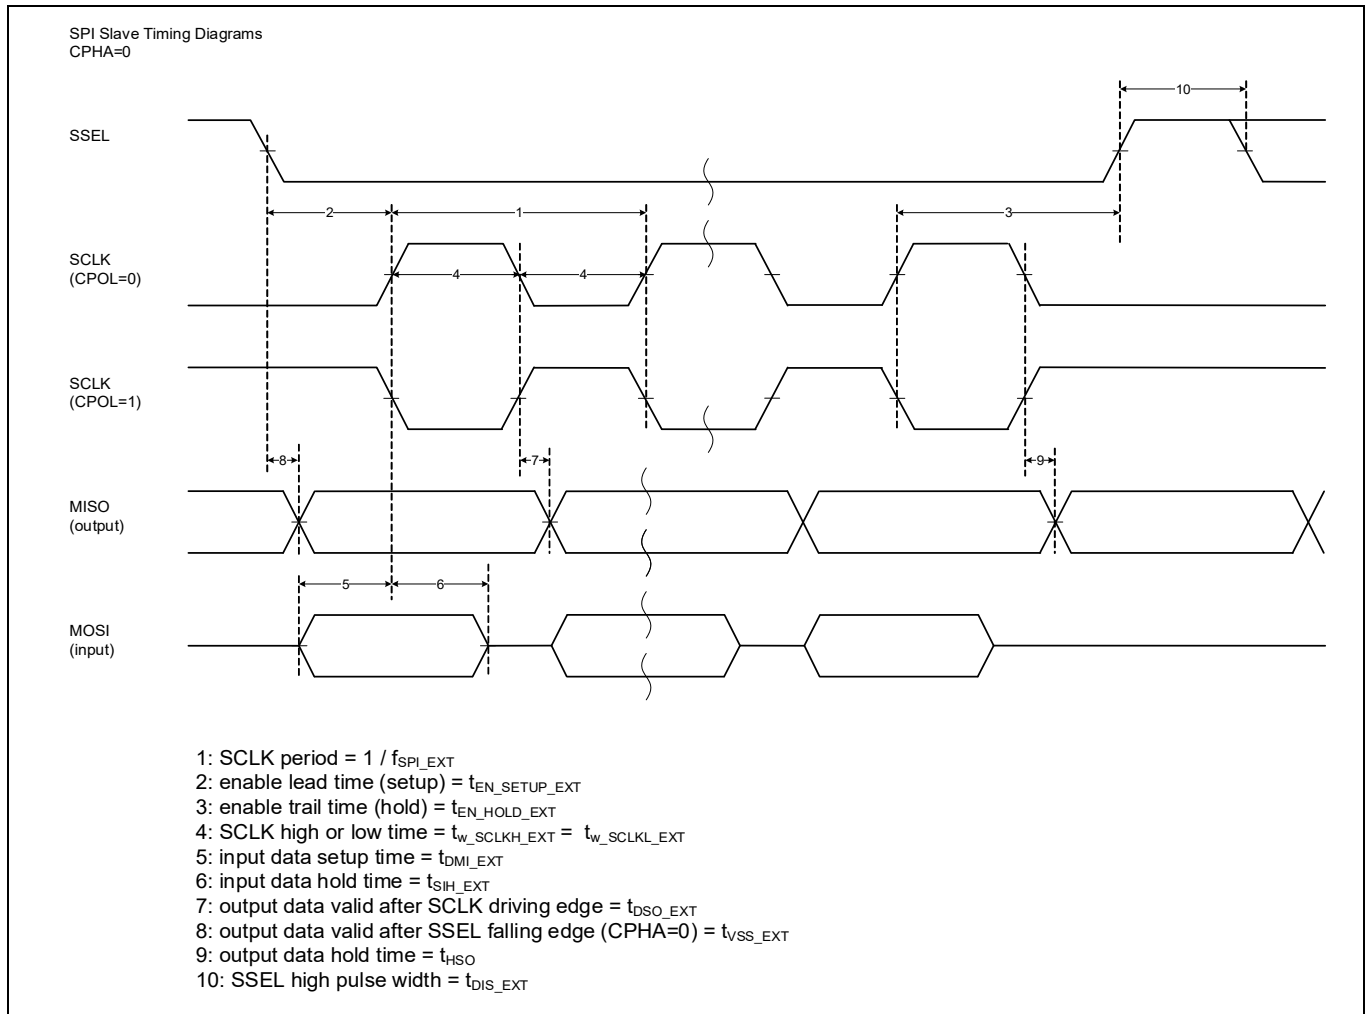 SPI Slave Timing Diagrams
CPHA=0
10
SSEL
2
1
3
SCLK
(CPOL=0)
4
4
SCLK
(CPOL=1)
8
7
9
MISO
(output)
5
6
MOSI
(input)
1: SCLK period = 1 / fSPI_EXT
2: enable lead time (setup) = tEN_SETUP_EXT
3: enable trail time (hold) = tEN_HOLD_EXT
4: SCLK high or low time = tw_SCLKH_EXT = tw_SCLKL_EXT
5: input data setup time = tDMI_EXT
6: input data hold time = tSIH_EXT
7: output data valid after SCLK driving edge = tDSO_EXT
8: output data valid after SSEL falling edge (CPHA=0) = tVSS_EXT
9: output data hold time = tHSO
10: SSEL high pulse width = tDIS_EXT